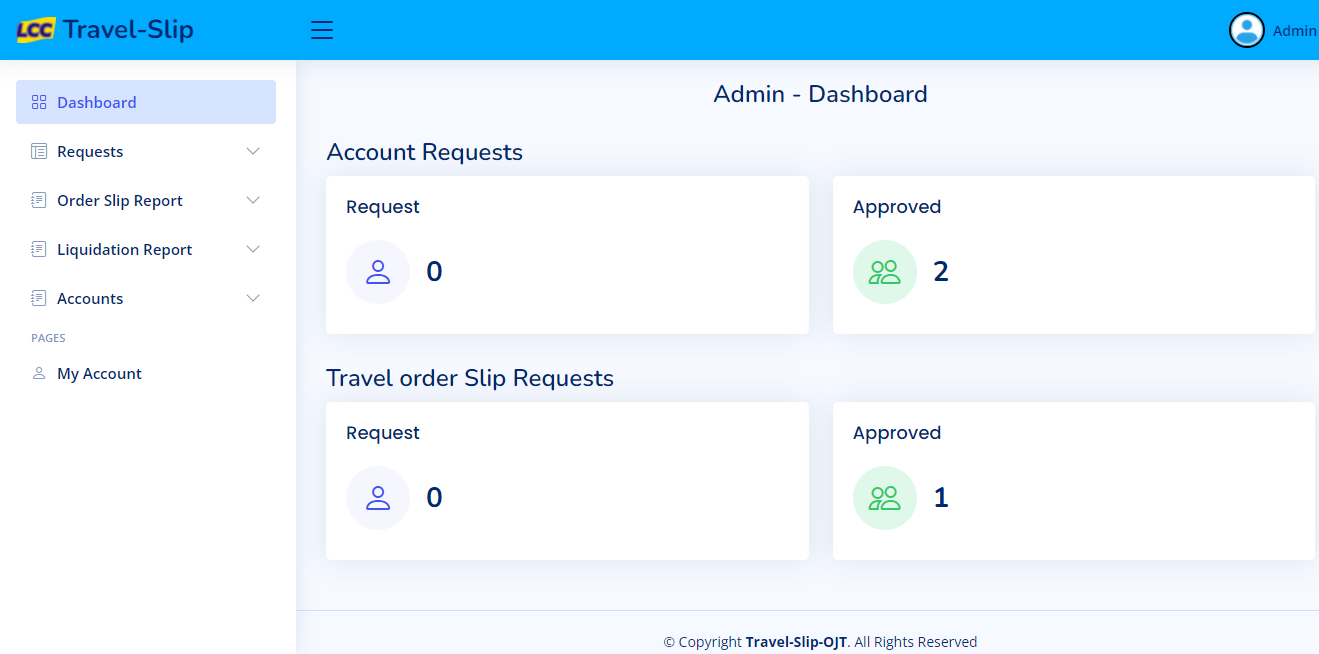 LCC Travel-Slip
Admin
Dashboard
Requests
Order Slip Report
Liquidation Report
Accounts
PAGES
My Account
Admin - Dashboard
Account Requests
Request
0
Approved
2
Travel order Slip Requests
Request
0
Approved
1
© Copyright Travel-Slip-OJT. All Rights Reserved